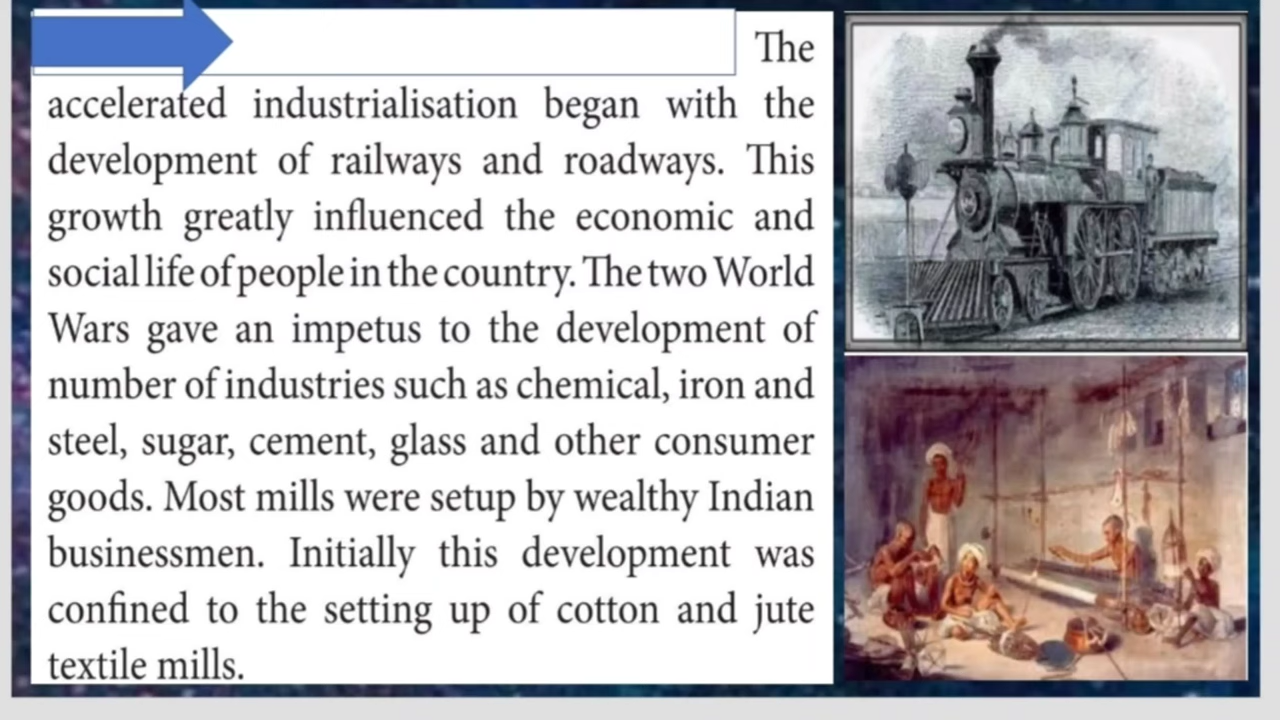 The
accelerated industrialisation began with the
development of railways and roadways. This
growth greatly influenced the economic and
social life of people in the country. The two World
Wars gave an impetus to the development of
number of industries such as chemical, iron and
steel, sugar, cement, glass and other consumer
goods. Most mills were setup by wealthy Indian
businessmen. Initially this development was
confined to the setting up of cotton and jute
textile mills.